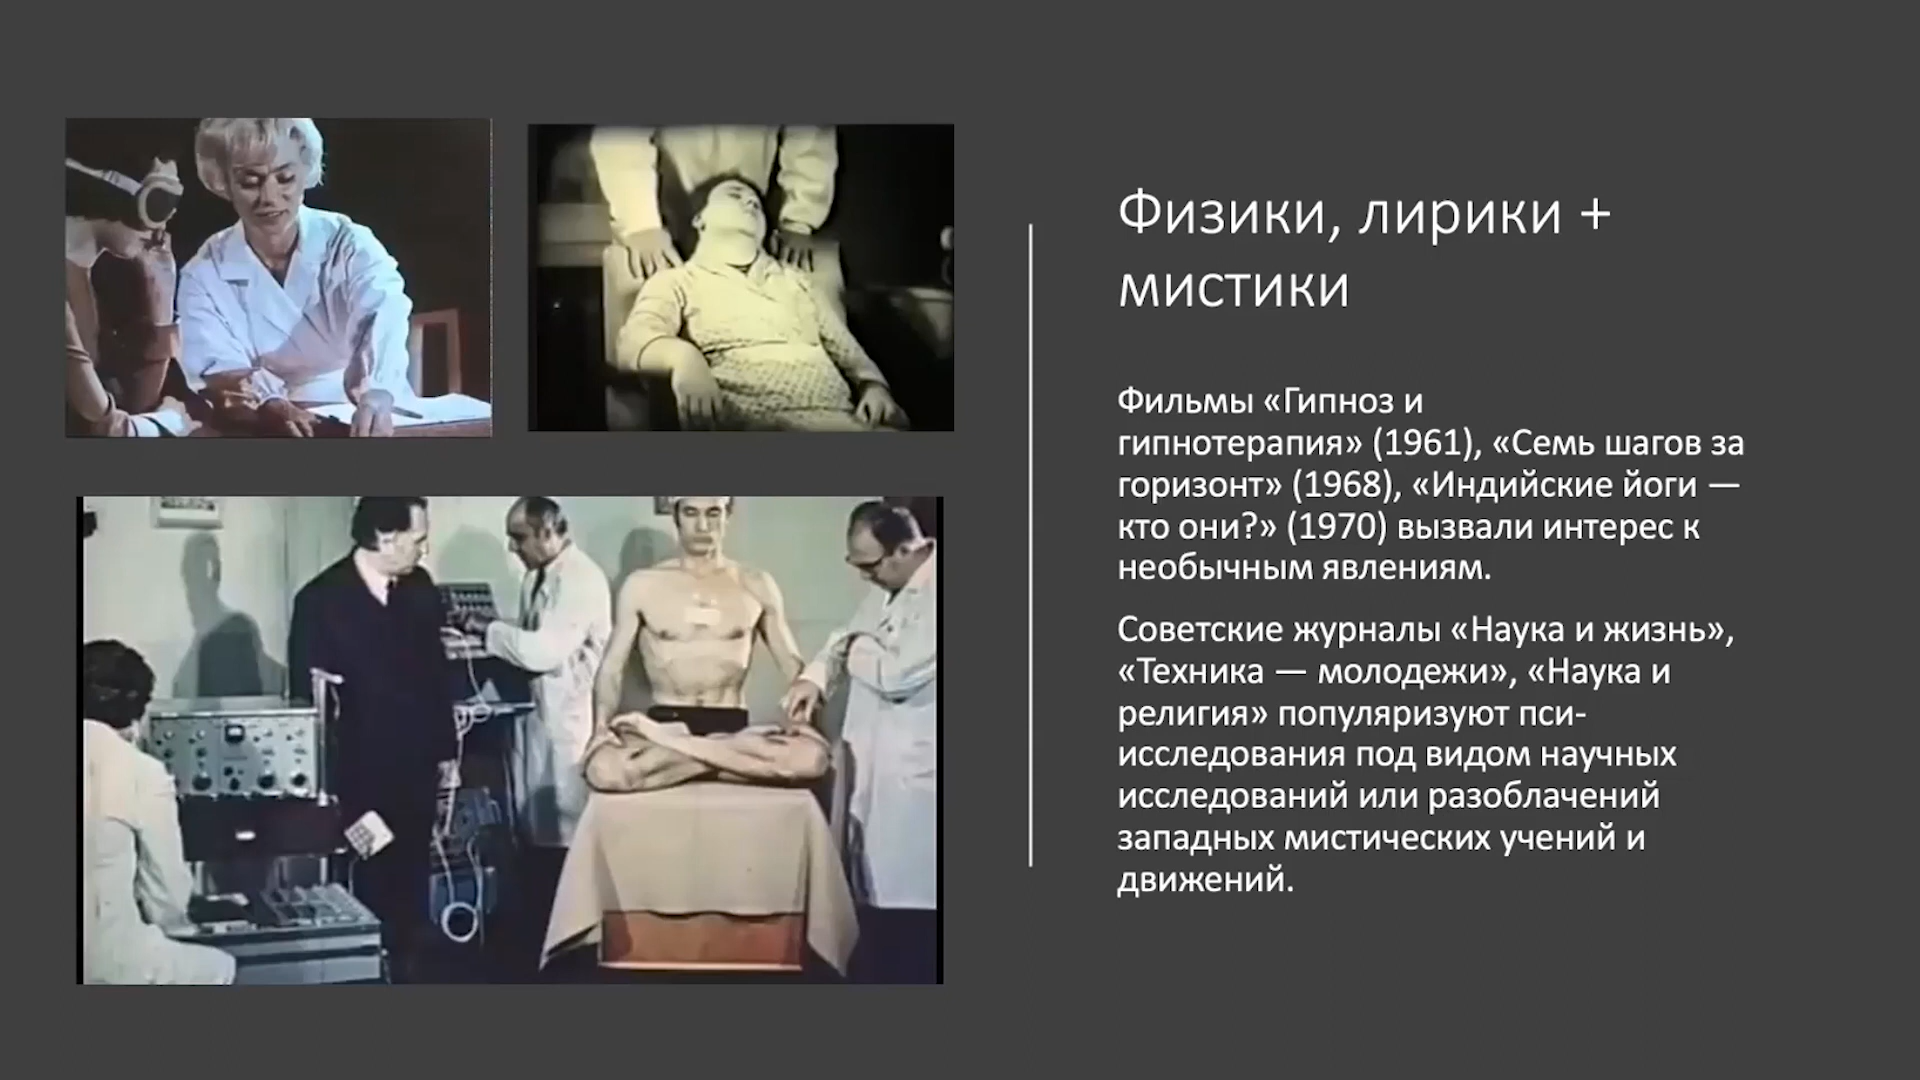 Физики, лирики +
мистики
Фильмы «Гипноз и
гипнотерапия» (1961), «Семь шагов за
горизонт» (1968), «Индийские йоги —
кто они?» (1970) вызвали интерес к
необычным явлениям.
Советские журналы «Наука и жизнь»,
«Техника — молодежи», «Наука и
религия» популяризуют пси-
исследования под видом научных
исследований или разоблачений
западных мистических учений и
движений.